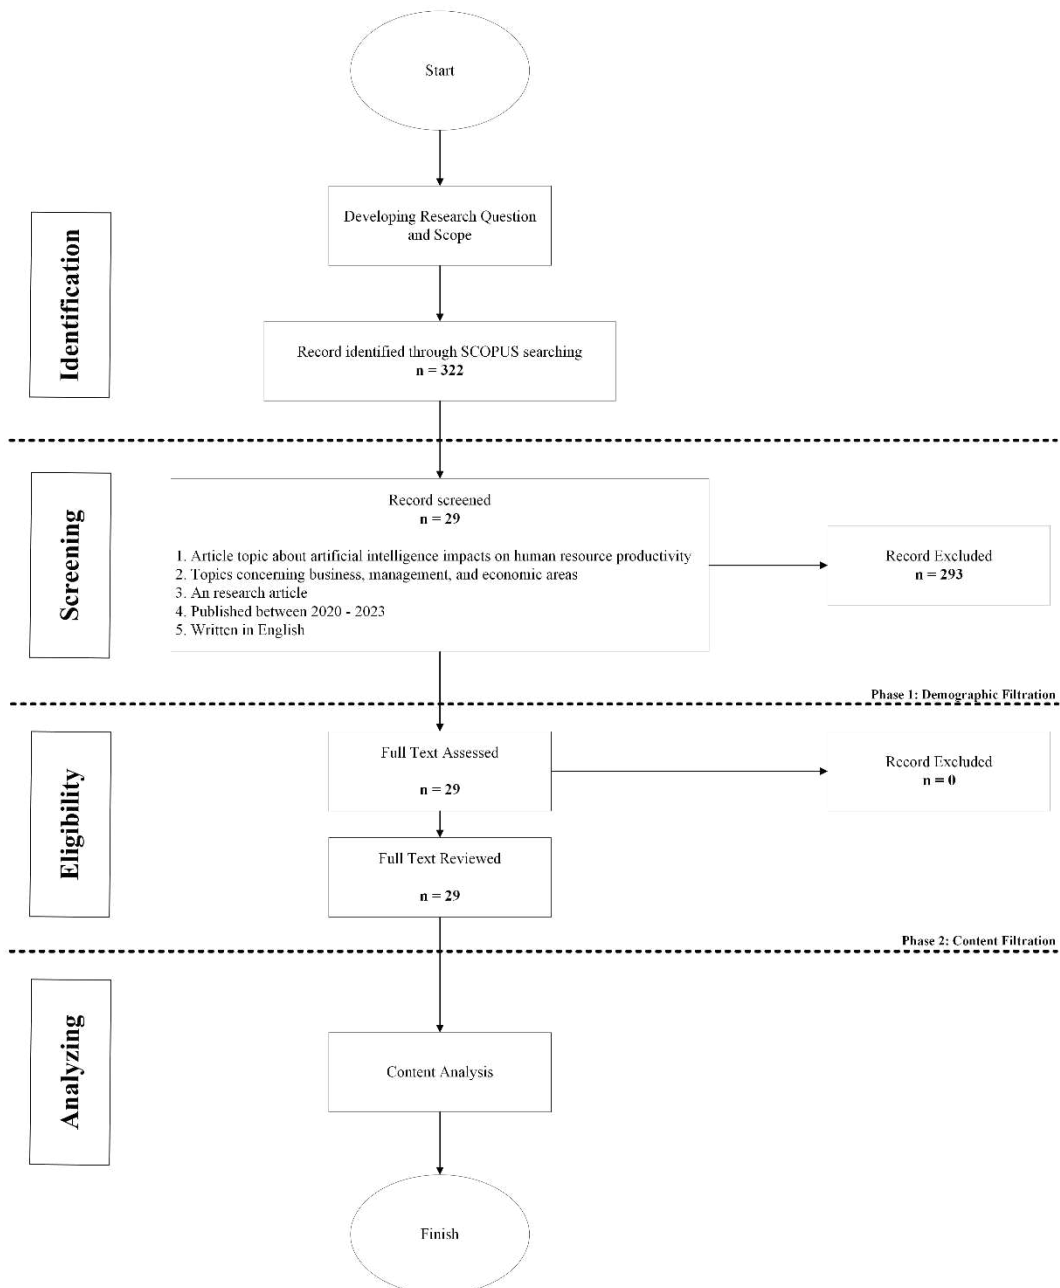 Start
Identification
Developing Research Question
and Scope
Record identified through SCOPUS searching
n = 322
Screening
Record screened
n = 29
1. Article topic about artificial intelligence impacts on human resource productivity
2. Topics concerning business, management, and economic areas
3. An research article
4. Published between 2020 - 2023
5. Written in English
Record Excluded
n = 293
Phase 1: Demographic Filtration
Eligibility
Full Text Assessed
n = 29
Record Excluded
n = 0
Full Text Reviewed
n = 29
Phase 2: Content Filtration
Analyzing
Content Analysis
Finish